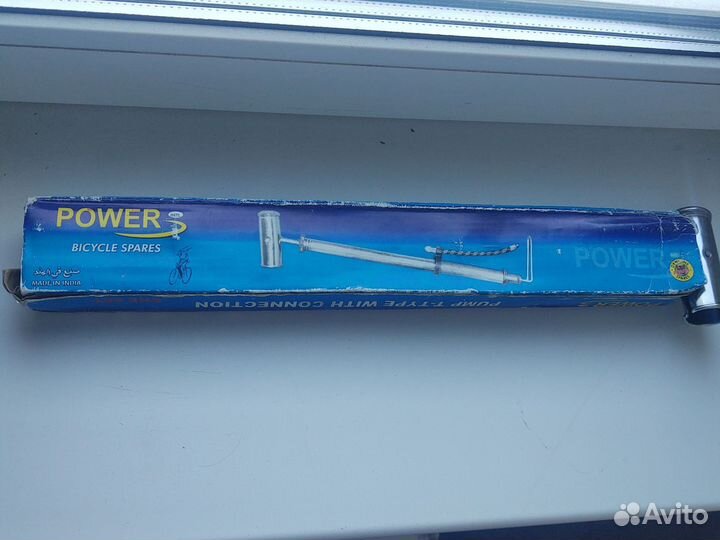 POWER
BICYCLE SPARES
صنع في الهند
MADE IN INDIA
POWER
PUMP T-TYPE WITH CONNECTION
Avito